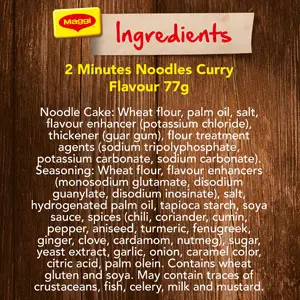 Maggi
Ingredients
2 Minutes Noodles Curry
Flavour 77g
Noodle Cake: Wheat flour, palm oil, salt,
flavour enhancer (potassium chloride),
thickener (guar gum), flour treatment
agents (sodium tripolyphosphate,
potassium carbonate, sodium carbonate).
Seasoning: Wheat flour, flavour enhancers
(monosodium glutamate, disodium
guanylate, disodium inosinate), salt,
hydrogenated palm oil, tapioca starch, soya
sauce, spices (chili, coriander, cumin,
pepper, aniseed, turmeric, fenugreek,
ginger, clove, cardamom, nutmeg), sugar,
yeast extract, garlic, onion, caramel color,
citric acid, palm olein. Contains wheat
gluten and soya. May contain traces of
crustaceans, fish, celery, milk and mustard.